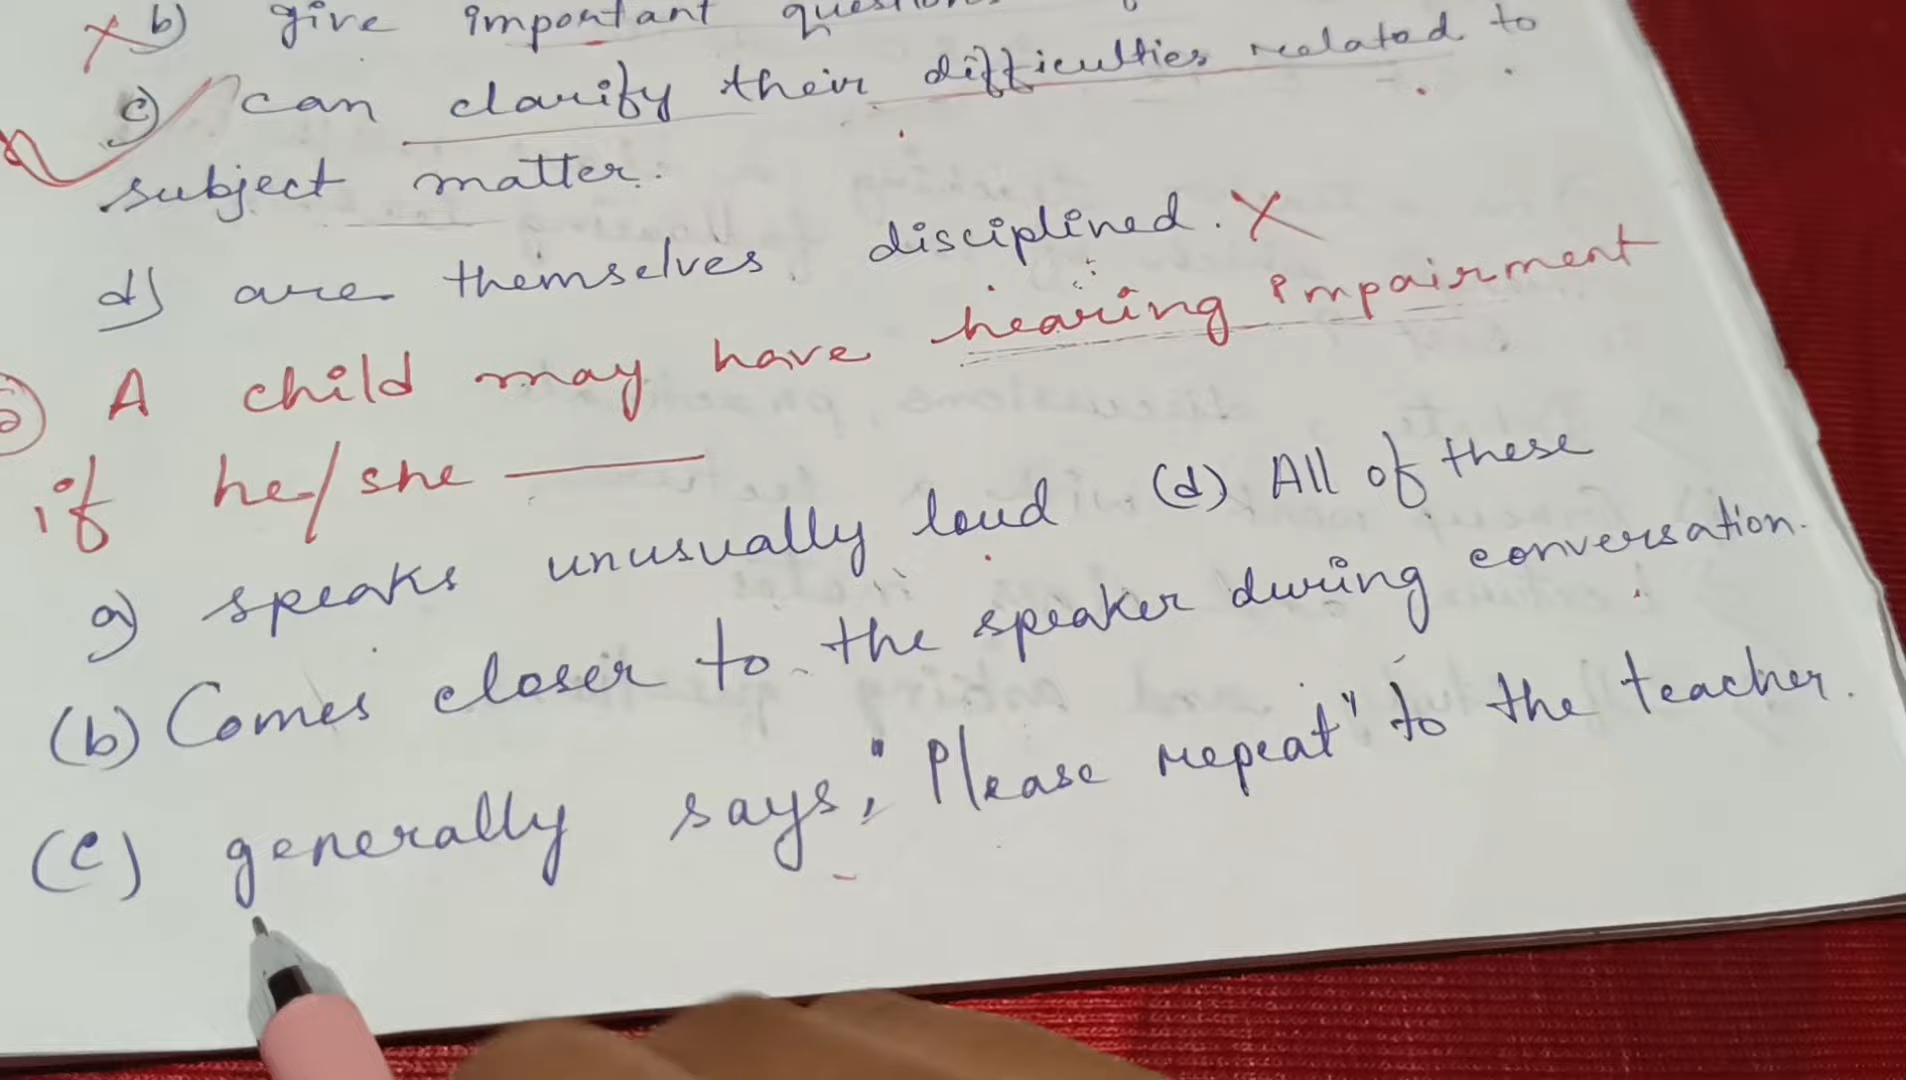 b) give important
c) can clarify their difficulties related to
subject matter.
d) are themselves disciplined. X
A child may have hearing impairment
if he/she ———
a) speaks unusually loud (d) All of these
(b) Comes closer to the speaker during conversation.
(c) generally says, "Please repeat" to the teacher.